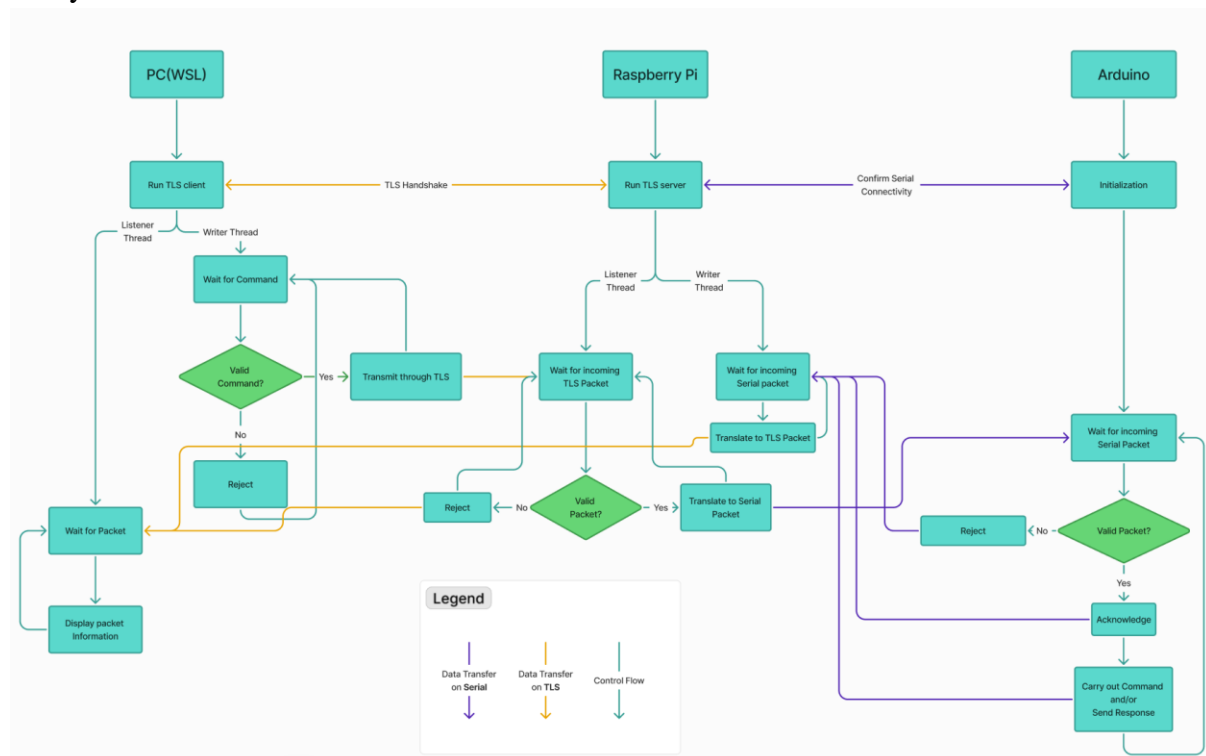 PC(WSL)
Raspberry Pi
Arduino
Run TLS client
TLS Handshake
Run TLS server
Confirm Serial
Connectivity
Initialization
Listener
Thread
Writer Thread
Wait for Command
Listener
Thread
Writer
Thread
Valid
Command?
Yes
Transmit through TLS
Wait for incoming
TLS Packet
Wait for incoming
Serial packet
No
Translate to TLS Packet
Wait for incoming
Serial Packet
Reject
Reject
No
Valid
Packet?
Yes
Translate to Serial
Packet
Wait for Packet
Reject
No
Valid Packet?
Yes
Display packet
Information
Acknowledge
Legend
Data Transfer
on Serial
Data Transfer
on TLS
Control Flow
Carry out Command
and/or
Send Response